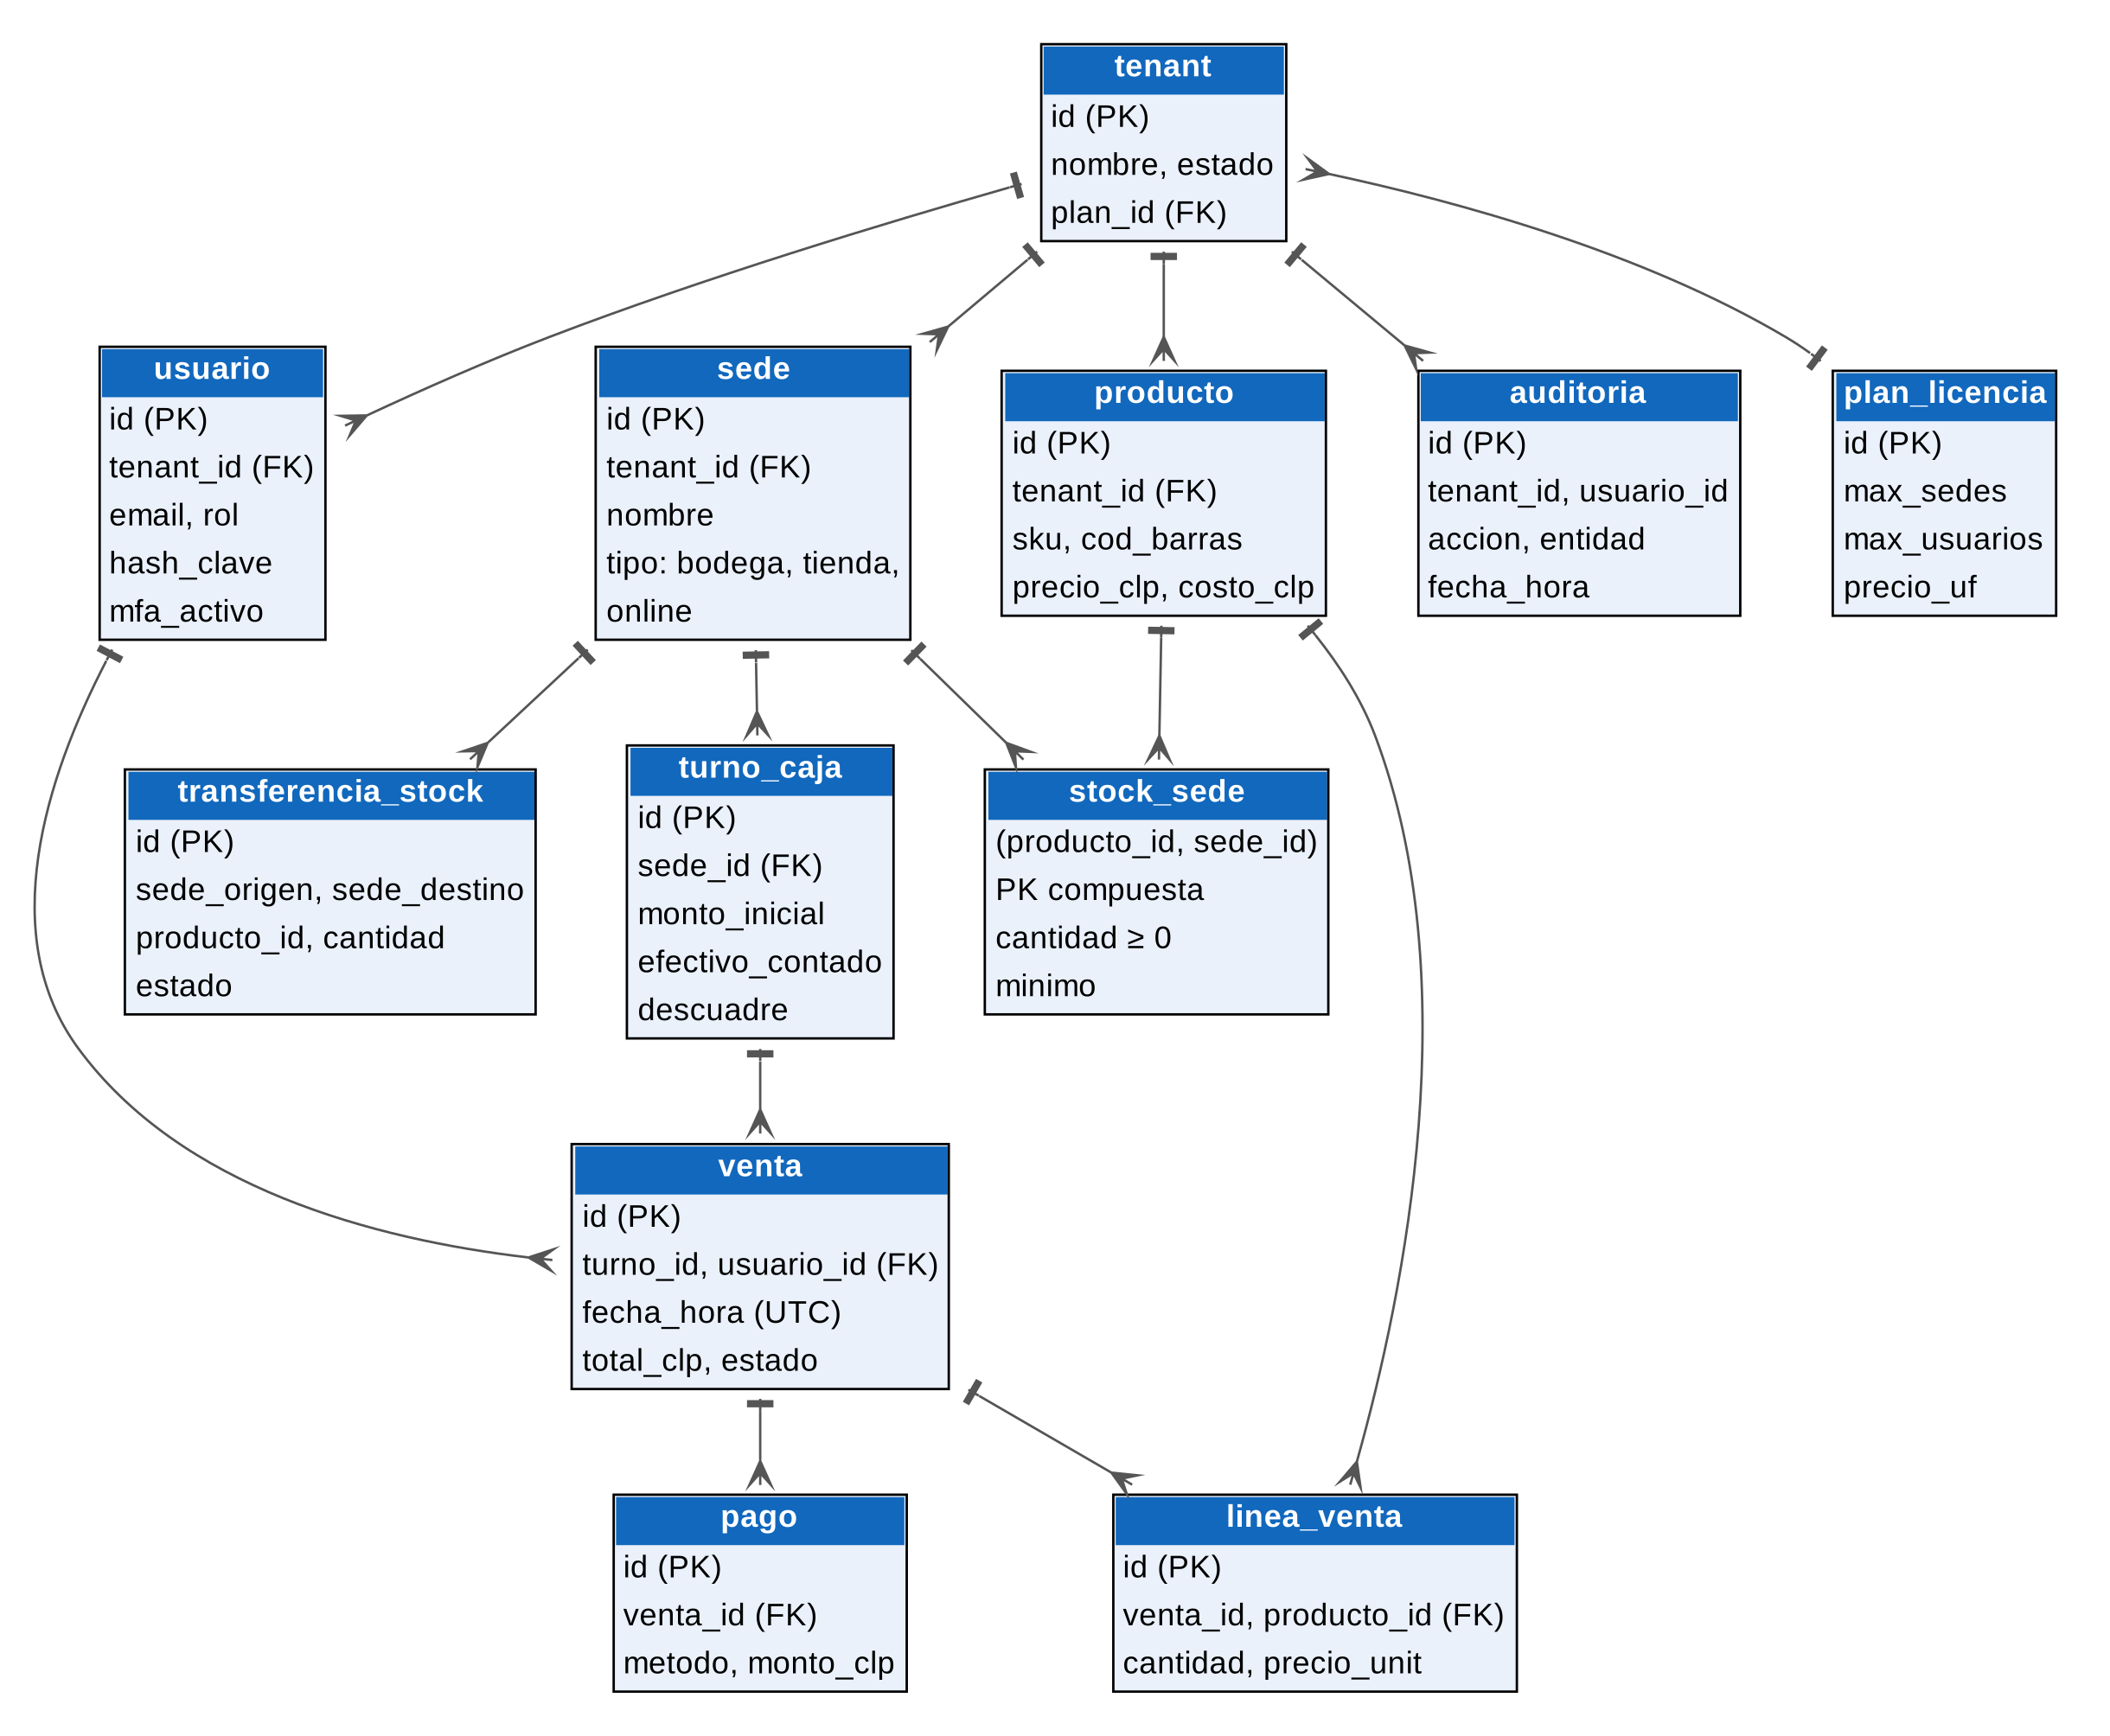 tenant
id (PK)
nombre, estado
plan_id (FK)
usuario
id (PK)
tenant_id (FK)
email, rol
hash_clave
mfa_activo
sede
id (PK)
tenant_id (FK)
nombre
tipo: bodega, tienda,
online
producto
id (PK)
tenant_id (FK)
sku, cod_barras
precio_clp, costo_clp
auditoria
id (PK)
tenant_id, usuario_id
accion, entidad
fecha_hora
plan_licencia
id (PK)
max_sedes
max_usuarios
precio_uf
transferencia_stock
id (PK)
sede_origen, sede_destino
producto_id, cantidad
estado
turno_caja
id (PK)
sede_id (FK)
monto_inicial
efectivo_contado
descuadre
stock_sede
(producto_id, sede_id)
PK compuesta
cantidad ≥ 0
minimo
venta
id (PK)
turno_id, usuario_id (FK)
fecha_hora (UTC)
total_clp, estado
pago
id (PK)
venta_id (FK)
metodo, monto_clp
linea_venta
id (PK)
venta_id, producto_id (FK)
cantidad, precio_unit